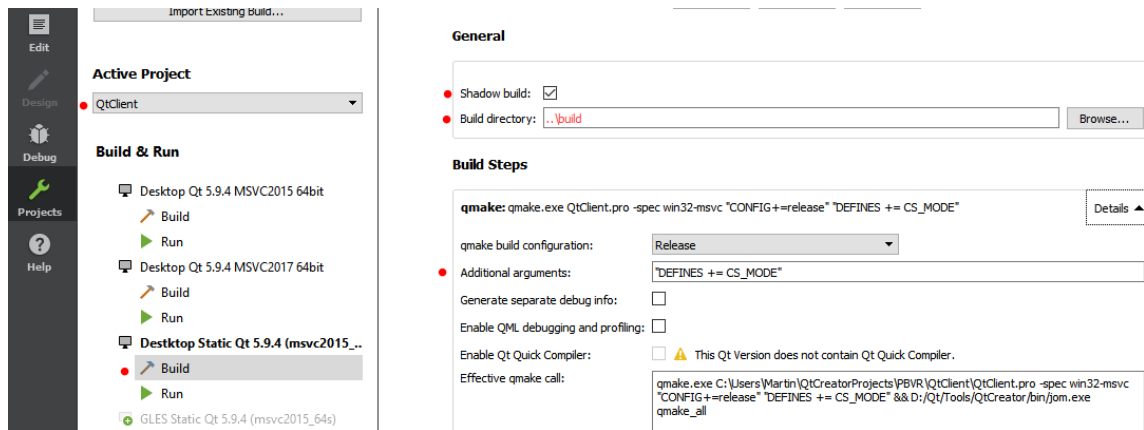 Import Existing Build...
Edit
Design
Debug
Projects
Help
Active Project
QtClient
Build & Run
Desktop Qt 5.9.4 MSVC2015 64bit
Build
Run
Desktop Qt 5.9.4 MSVC2017 64bit
Build
Run
Destktop Static Qt 5.9.4 (msvc2015_..
Build
Run
GLES Static Qt 5.9.4 (msvc2015_64s)
General
Shadow build:
Build directory: ..\build Browse...
Build Steps
qmake: qmake.exe QtClient.pro -spec win32-msvc "CONFIG+=release" "DEFINES += CS_MODE" Details
qmake build configuration: Release
Additional arguments: "DEFINES += CS_MODE"
Generate separate debug info:
Enable QML debugging and profiling:
Enable Qt Quick Compiler: This Qt Version does not contain Qt Quick Compiler.
Effective qmake call: qmake.exe C:\Users\Martin\QtCreatorProjects\PBVR\QtClient\QtClient.pro -spec win32-msvc
"CONFIG+=release" "DEFINES += CS_MODE" && D:/Qt/Tools/QtCreator/bin/jom.exe
qmake_all